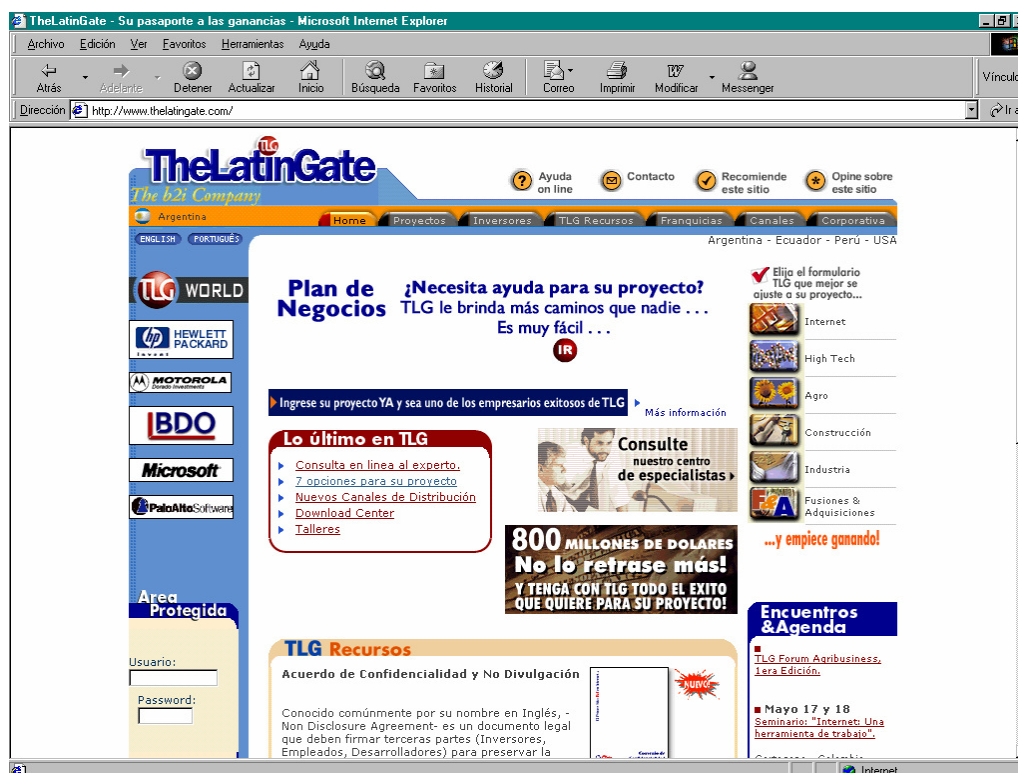 TheLatinGate - Su pasaporte a las ganancias - Microsoft Internet Explorer
Archivo Edición Ver Favoritos Herramientas Ayuda
Atrás Adelante Detener Actualizar Inicio Búsqueda Favoritos Historial Correo Imprimir Modificar Messenger
Dirección http://www.thelatingate.com/
TLG
TheLatinGate
The b2i Company
Ayuda on line
Contacto
Recomiende este sitio
Opine sobre este sitio
Argentina
Home Proyectos Inversores TLG Recursos Franquicias Canales Corporativa
ENGLISH PORTUGUÊS
Argentina - Ecuador - Perú - USA
TLG WORLD
hp HEWLETT PACKARD
invent
MOTOROLA
Dorado Investments
BDO
Microsoft
PaloAlto Software
Area
Protegida
Usuario:
Password:
Plan de
Negocios
¿Necesita ayuda para su proyecto?
TLG le brinda más caminos que nadie . . .
Es muy fácil . . .
IR
Ingrese su proyecto YA y sea uno de los empresarios exitosos de TLG
Más información
Lo último en TLG
Consulta en linea al experto.
7 opciones para su proyecto
Nuevos Canales de Distribución
Download Center
Talleres
Consulte
nuestro centro
de especialistas
800 MILLONES DE DOLARES
No lo retrase más!
Y TENGA CON TLG TODO EL EXITO
QUE QUIERE PARA SU PROYECTO!
TLG Recursos
Acuerdo de Confidencialidad y No Divulgación
Conocido comúnmente por su nombre en Inglés, -
Non Disclosure Agreement- es un documento legal
que deben firmar terceras partes (Inversores,
Empleados, Desarrolladores) para preservar la
NUEVO!
Elija el formulario
TLG que mejor se
ajuste a su proyecto...
Internet
High Tech
Agro
Construcción
Industria
F&A
Fusiones &
Adquisiciones
...y empiece ganando!
Encuentros
&Agenda
TLG Forum Agribusiness,
1era Edición.
Mayo 17 y 18
Seminario: "Internet: Una
herramienta de trabajo".
Internet